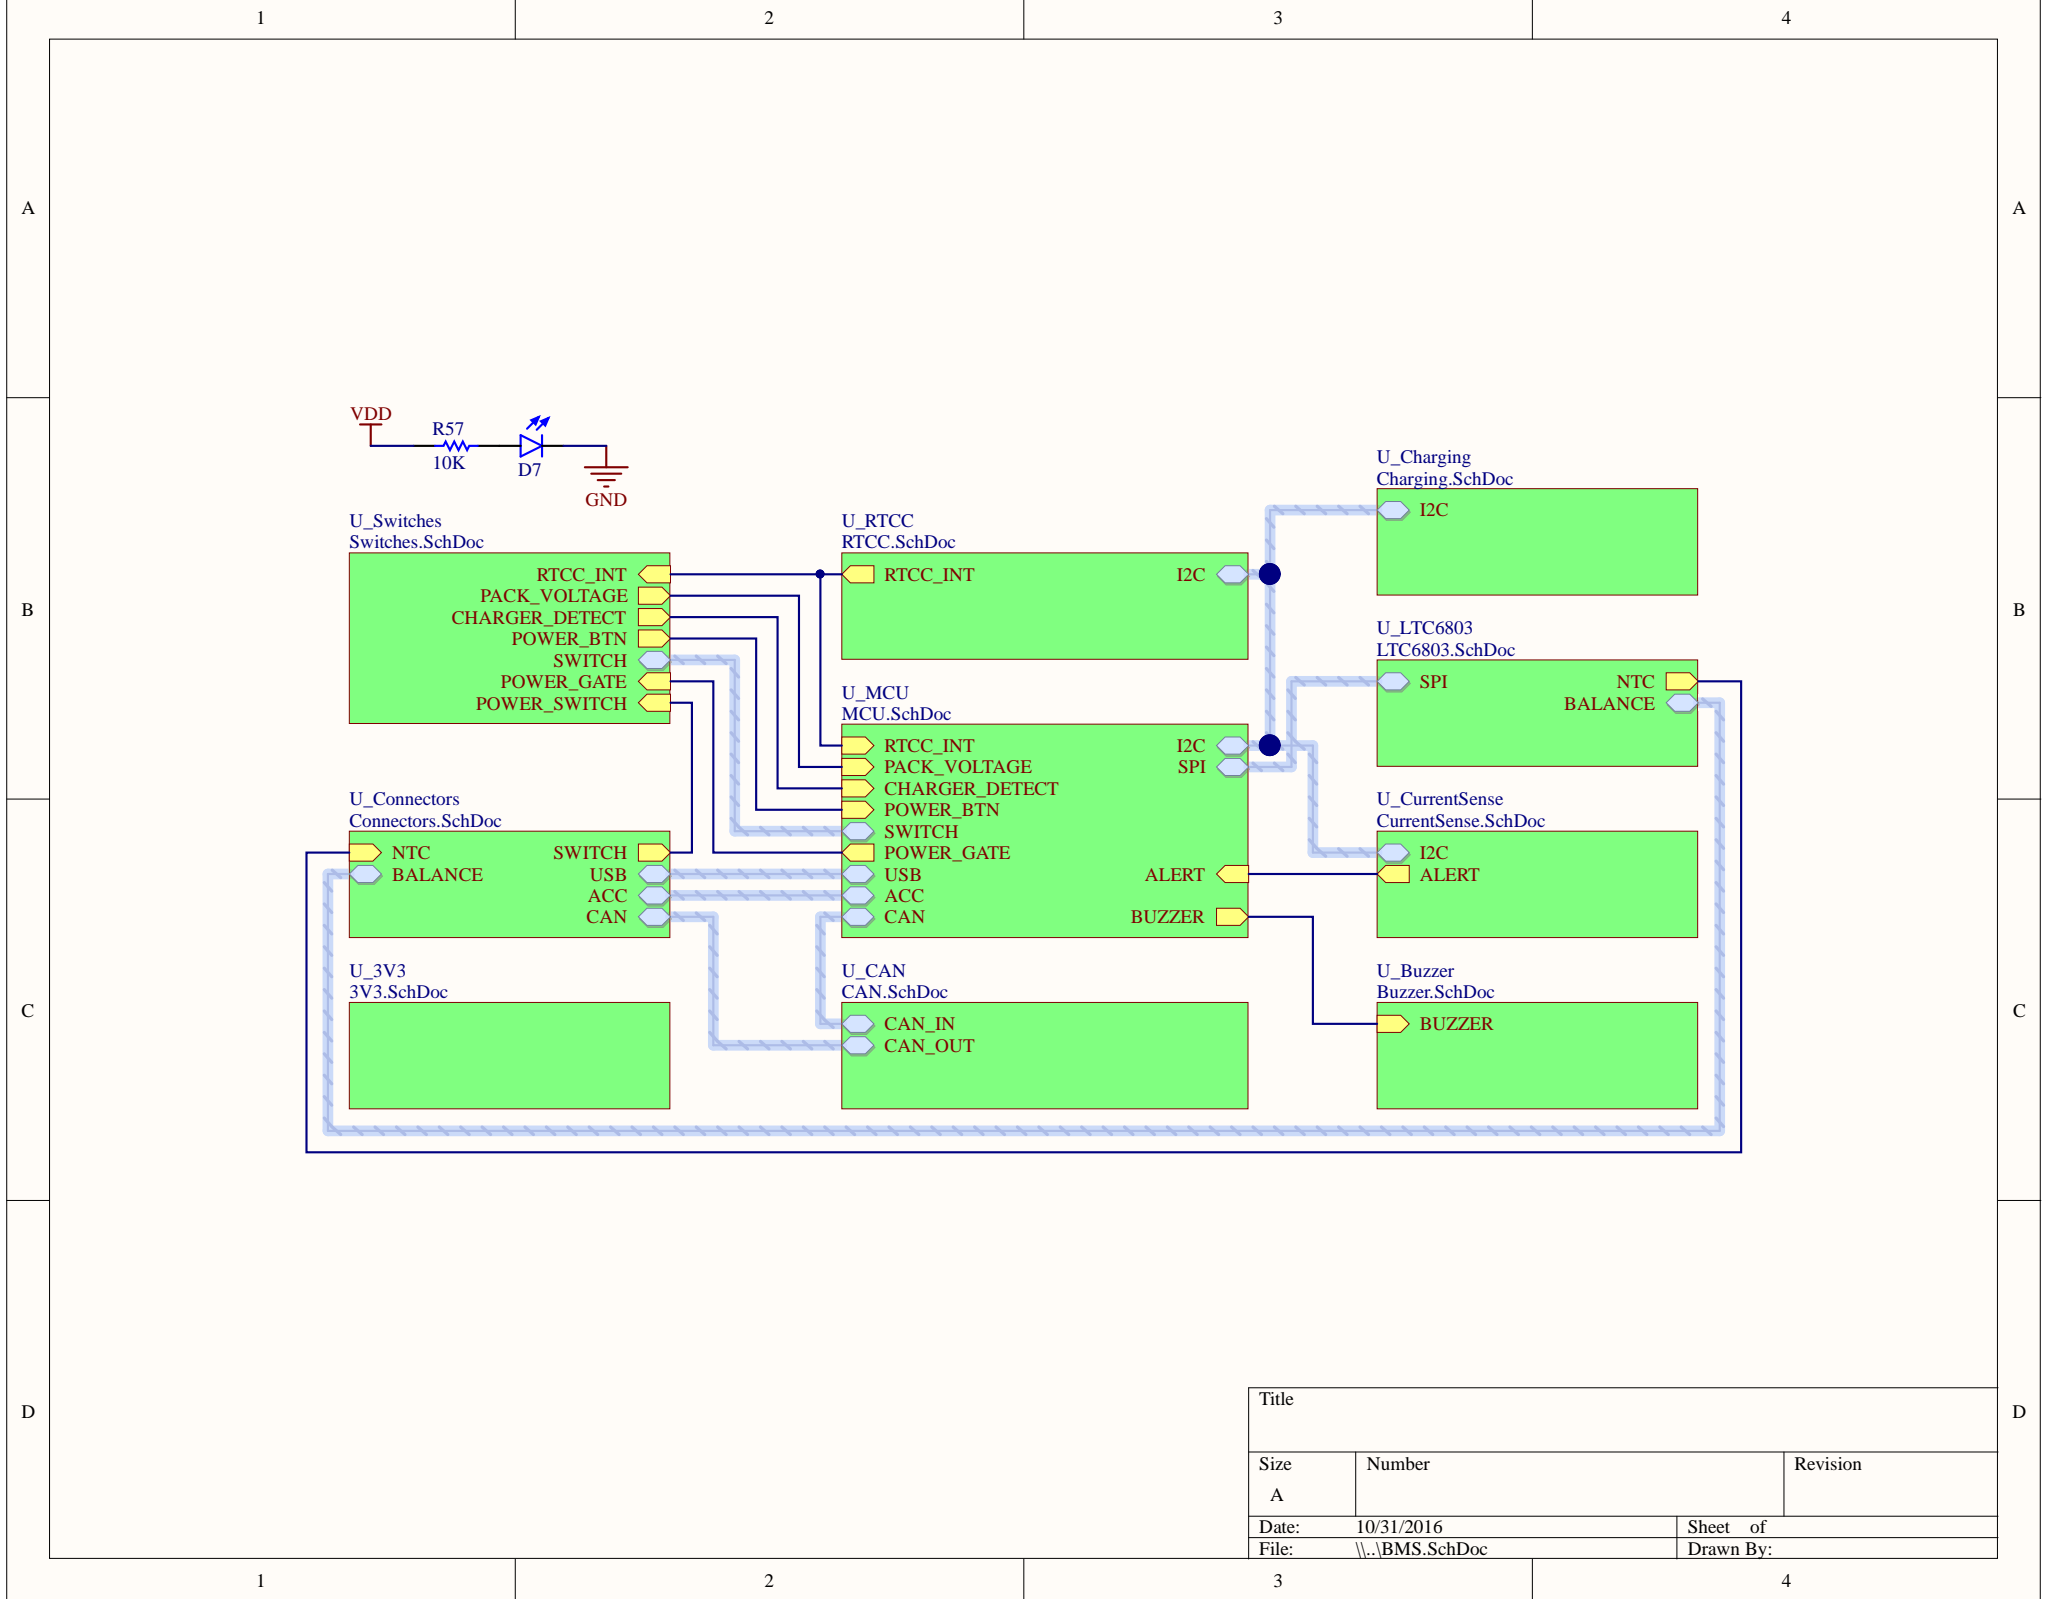 1 2 3 4
A A
VDD
R57
10K
D7
GND
B B
U_Switches
Switches.SchDoc
RTCC_INT
PACK_VOLTAGE
CHARGER_DETECT
POWER_BTN
SWITCH
POWER_GATE
POWER_SWITCH
U_RTCC
RTCC.SchDoc
RTCC_INT I2C
U_Charging
Charging.SchDoc
I2C
U_LTC6803
LTC6803.SchDoc
SPI NTC
BALANCE
U_MCU
MCU.SchDoc
RTCC_INT I2C
PACK_VOLTAGE SPI
CHARGER_DETECT
POWER_BTN
SWITCH
POWER_GATE
USB ALERT
ACC
CAN BUZZER
U_Connectors
Connectors.SchDoc
NTC SWITCH
BALANCE USB
ACC
CAN
U_CurrentSense
CurrentSense.SchDoc
I2C
ALERT
C C
U_3V3
3V3.SchDoc
U_CAN
CAN.SchDoc
CAN_IN
CAN_OUT
U_Buzzer
Buzzer.SchDoc
BUZZER
D D
Title
Size Number Revision
A
Date: 10/31/2016 Sheet of
File: \\..\BMS.SchDoc Drawn By:
1 2 3 4